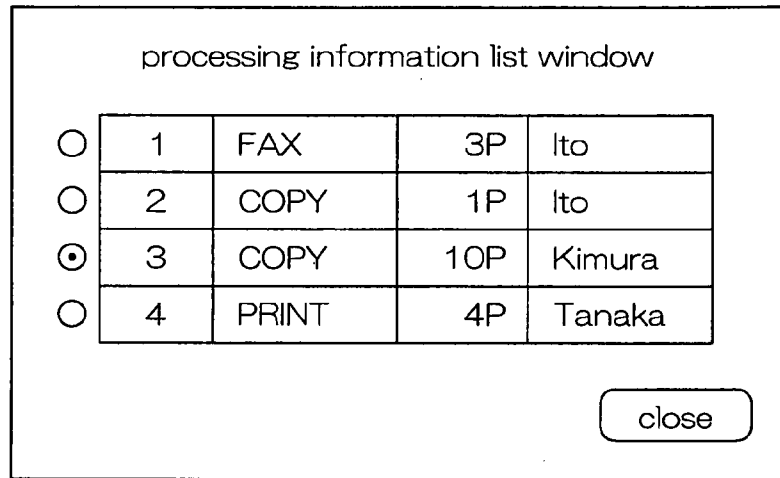 processing information list window
1 FAX 3P Ito
2 COPY 1P Ito
3 COPY 10P Kimura
4 PRINT 4P Tanaka
close